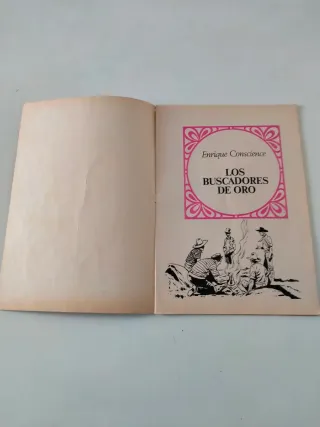 Enrique Conscience
LOS
BUSCADORES
DE ORO